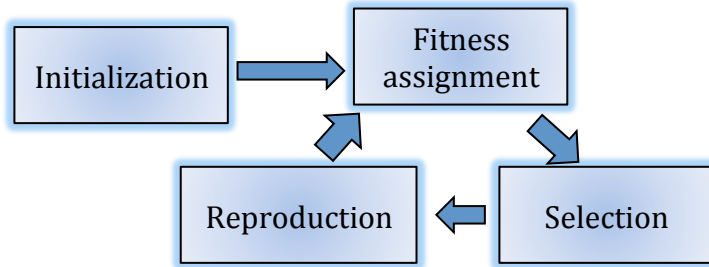 Initialization
Fitness
assignment
Reproduction
Selection